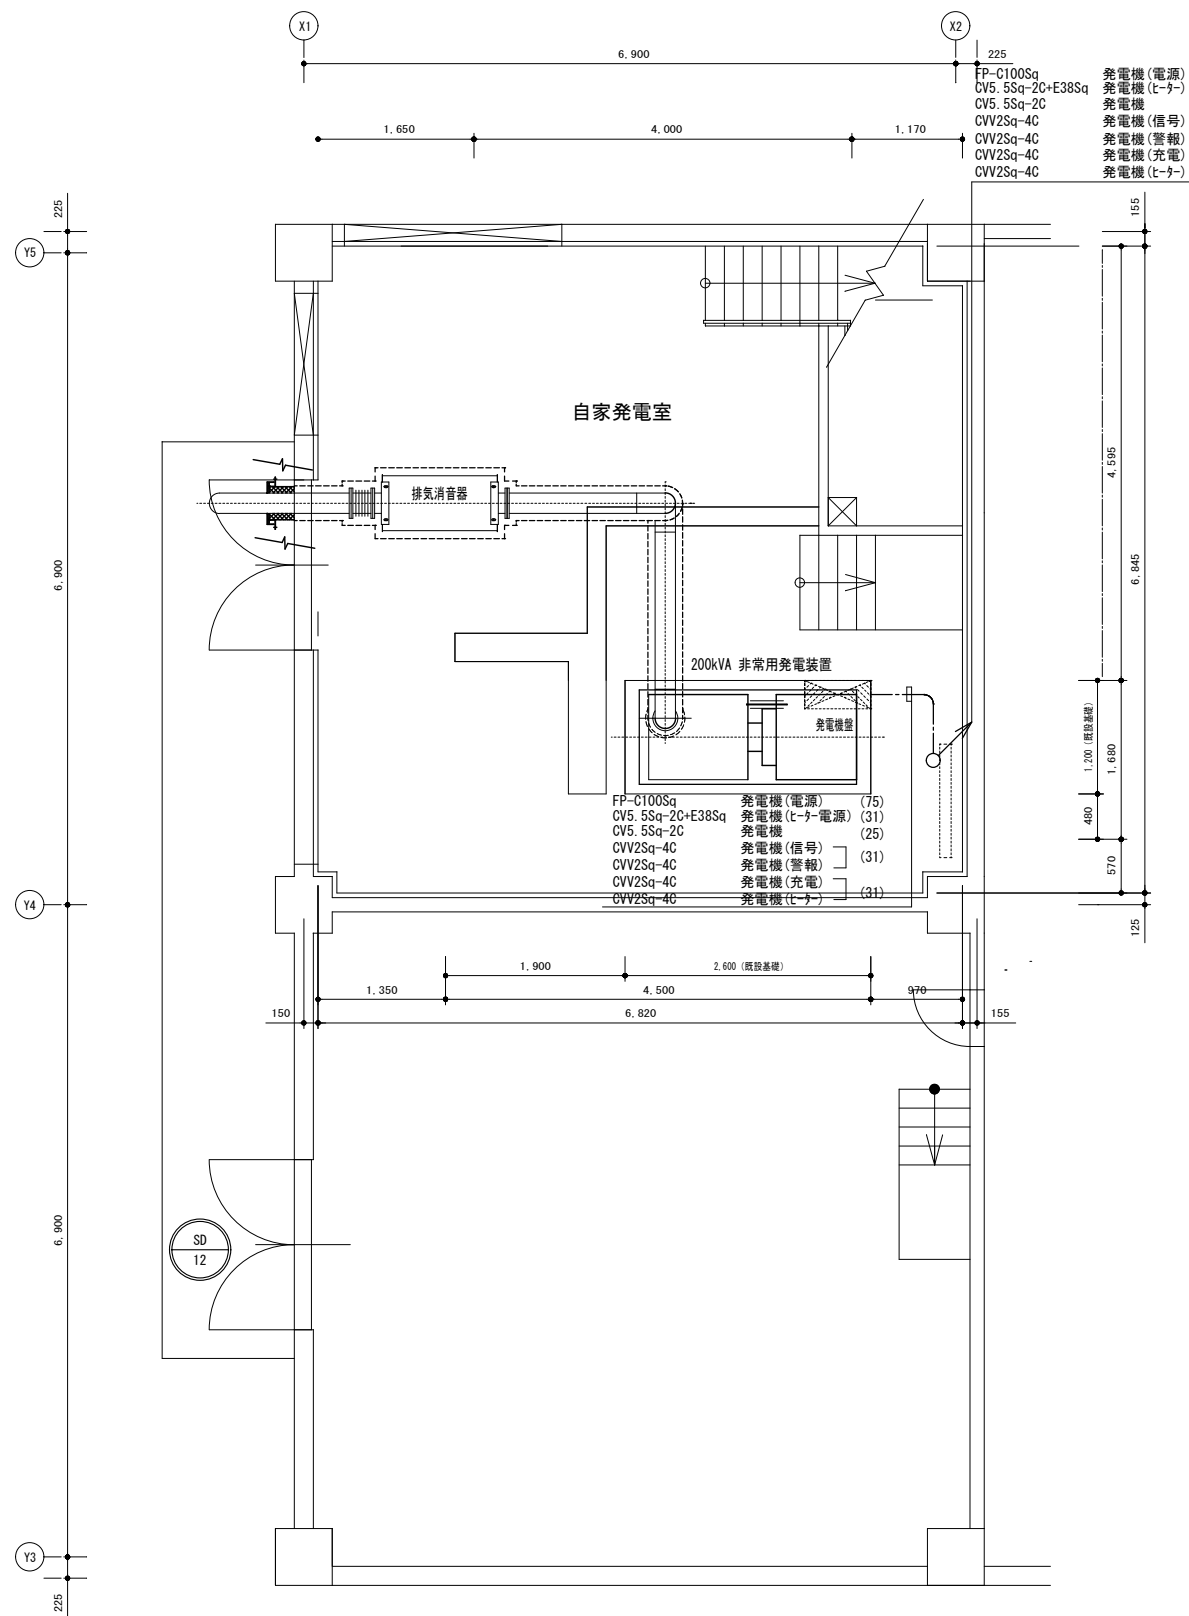 X1
X2
6,900
225
FP-C100Sq 発電機(電源)
CV5.5Sq-2C+E38Sq 発電機(ﾋｰﾀｰ)
CV5.5Sq-2C 発電機
CVV2Sq-4C 発電機(信号)
CVV2Sq-4C 発電機(警報)
CVV2Sq-4C 発電機(充電)
CVV2Sq-4C 発電機(ﾋｰﾀｰ)
1,650
4,000
1,170
225
155
Y5
自家発電室
4,595
排気消音器
6,900
6,845
200kVA 非常用発電装置
発電機盤
1,200 (既設基礎)
1,680
480
570
FP-C100Sq 発電機(電源) (75)
CV5.5Sq-2C+E38Sq 発電機(ﾋｰﾀｰ電源) (31)
CV5.5Sq-2C 発電機 (25)
CVV2Sq-4C 発電機(信号)
CVV2Sq-4C 発電機(警報)
(31)
CVV2Sq-4C 発電機(充電)
CVV2Sq-4C 発電機(ﾋｰﾀｰ)
(31)
Y4
125
1,900
2,600 (既設基礎)
1,350
4,500
970
150
6,820
155
6,900
SD
12
Y3
225